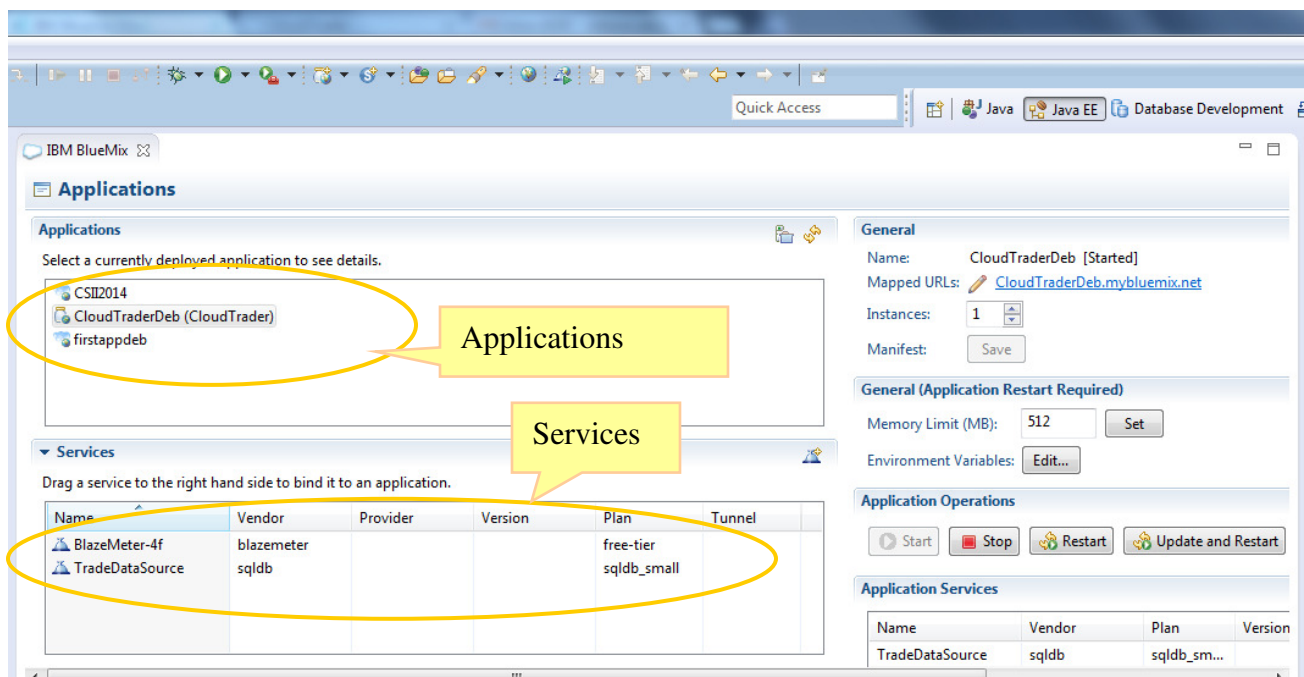 Quick Access
Java
Java EE
Database Development
IBM BlueMix
Applications
Applications
Select a currently deployed application to see details.
CSII2014
CloudTraderDeb (CloudTrader)
firstappdeb
Applications
Services
Services
Drag a service to the right hand side to bind it to an application.
Name Vendor Provider Version Plan Tunnel
BlazeMeter-4f blazemeter free-tier
TradeDataSource sqldb sqldb_small
General
Name: CloudTraderDeb [Started]
Mapped URLs: CloudTraderDeb.mybluemix.net
Instances: 1
Manifest: Save
General (Application Restart Required)
Memory Limit (MB): 512 Set
Environment Variables: Edit...
Application Operations
Start Stop Restart Update and Restart
Application Services
Name Vendor Plan Version
TradeDataSource sqldb sqldb_sm...